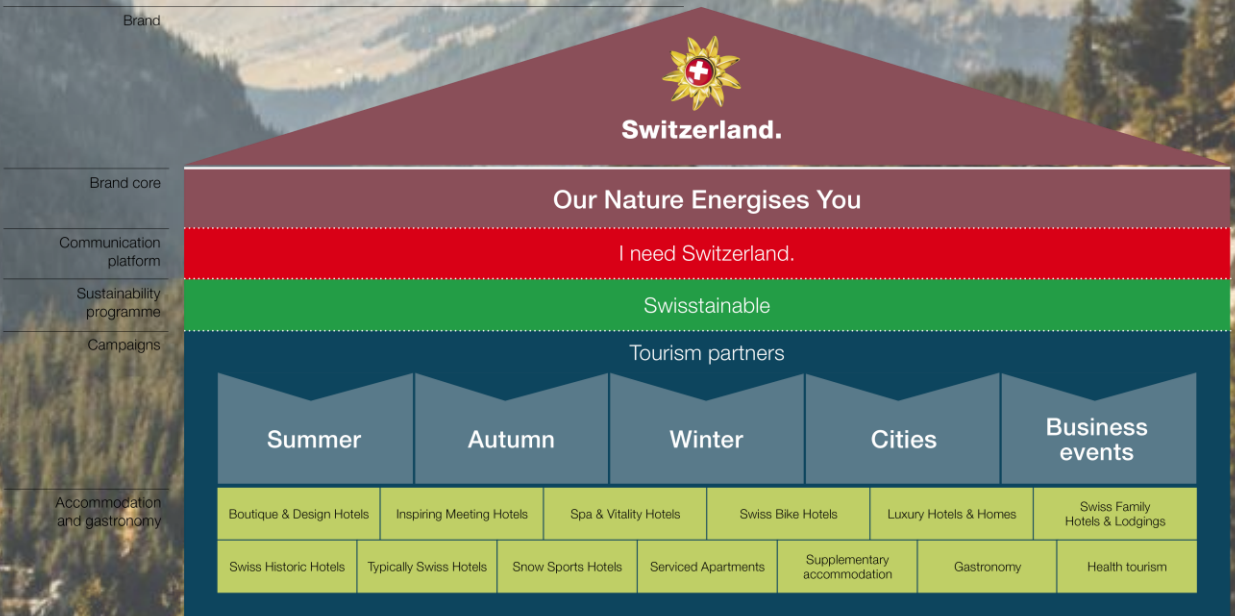 Brand
Switzerland.
Brand core
Our Nature Energises You
Communication
platform
I need Switzerland.
Sustainability
programme
Swisstainable
Campaigns
Tourism partners
Summer
Autumn
Winter
Cities
Business
events
Accommodation
and gastronomy
Boutique & Design Hotels
Inspiring Meeting Hotels
Spa & Vitality Hotels
Swiss Bike Hotels
Luxury Hotels & Homes
Swiss Family
Hotels & Lodgings
Swiss Historic Hotels
Typically Swiss Hotels
Snow Sports Hotels
Serviced Apartments
Supplementary
accommodation
Gastronomy
Health tourism